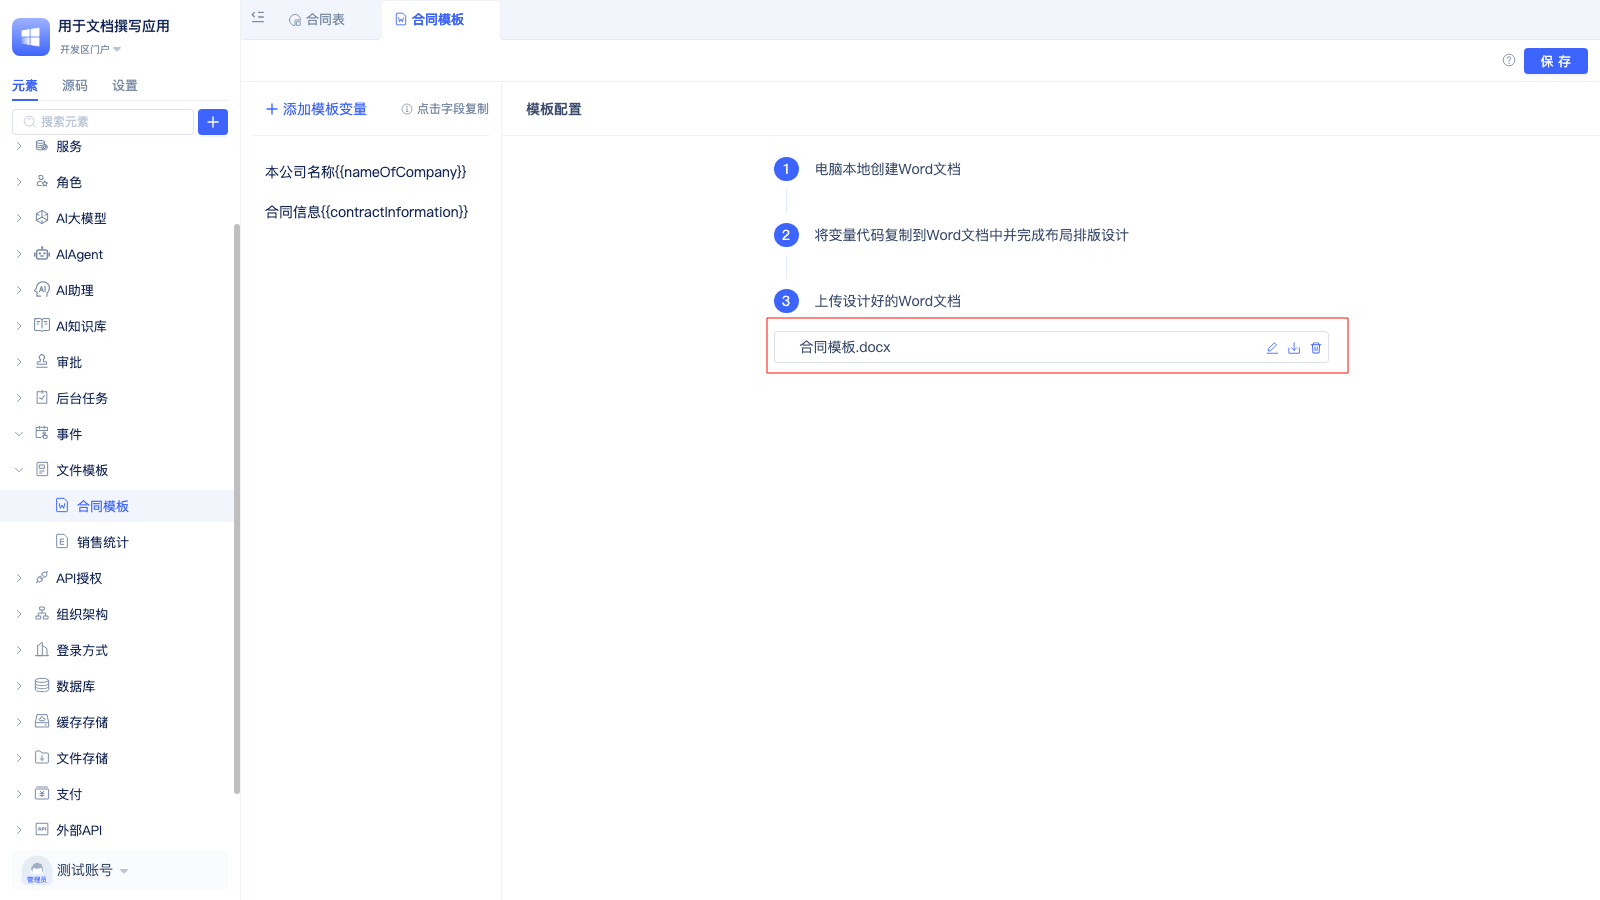 用于文档撰写应用
开发区门户
元素 源码 设置
搜索元素
服务
角色
AI大模型
AIAgent
AI助理
AI知识库
审批
后台任务
事件
文件模板
合同模板
销售统计
API授权
组织架构
登录方式
数据库
缓存存储
文件存储
支付
外部API
管理员
测试账号
合同表 合同模板
保存
添加模板变量 点击字段复制
本公司名称{{nameOfCompany}}
合同信息{{contractInformation}}
模板配置
1 电脑本地创建Word文档
2 将变量代码复制到Word文档中并完成布局排版设计
3 上传设计好的Word文档
合同模板.docx